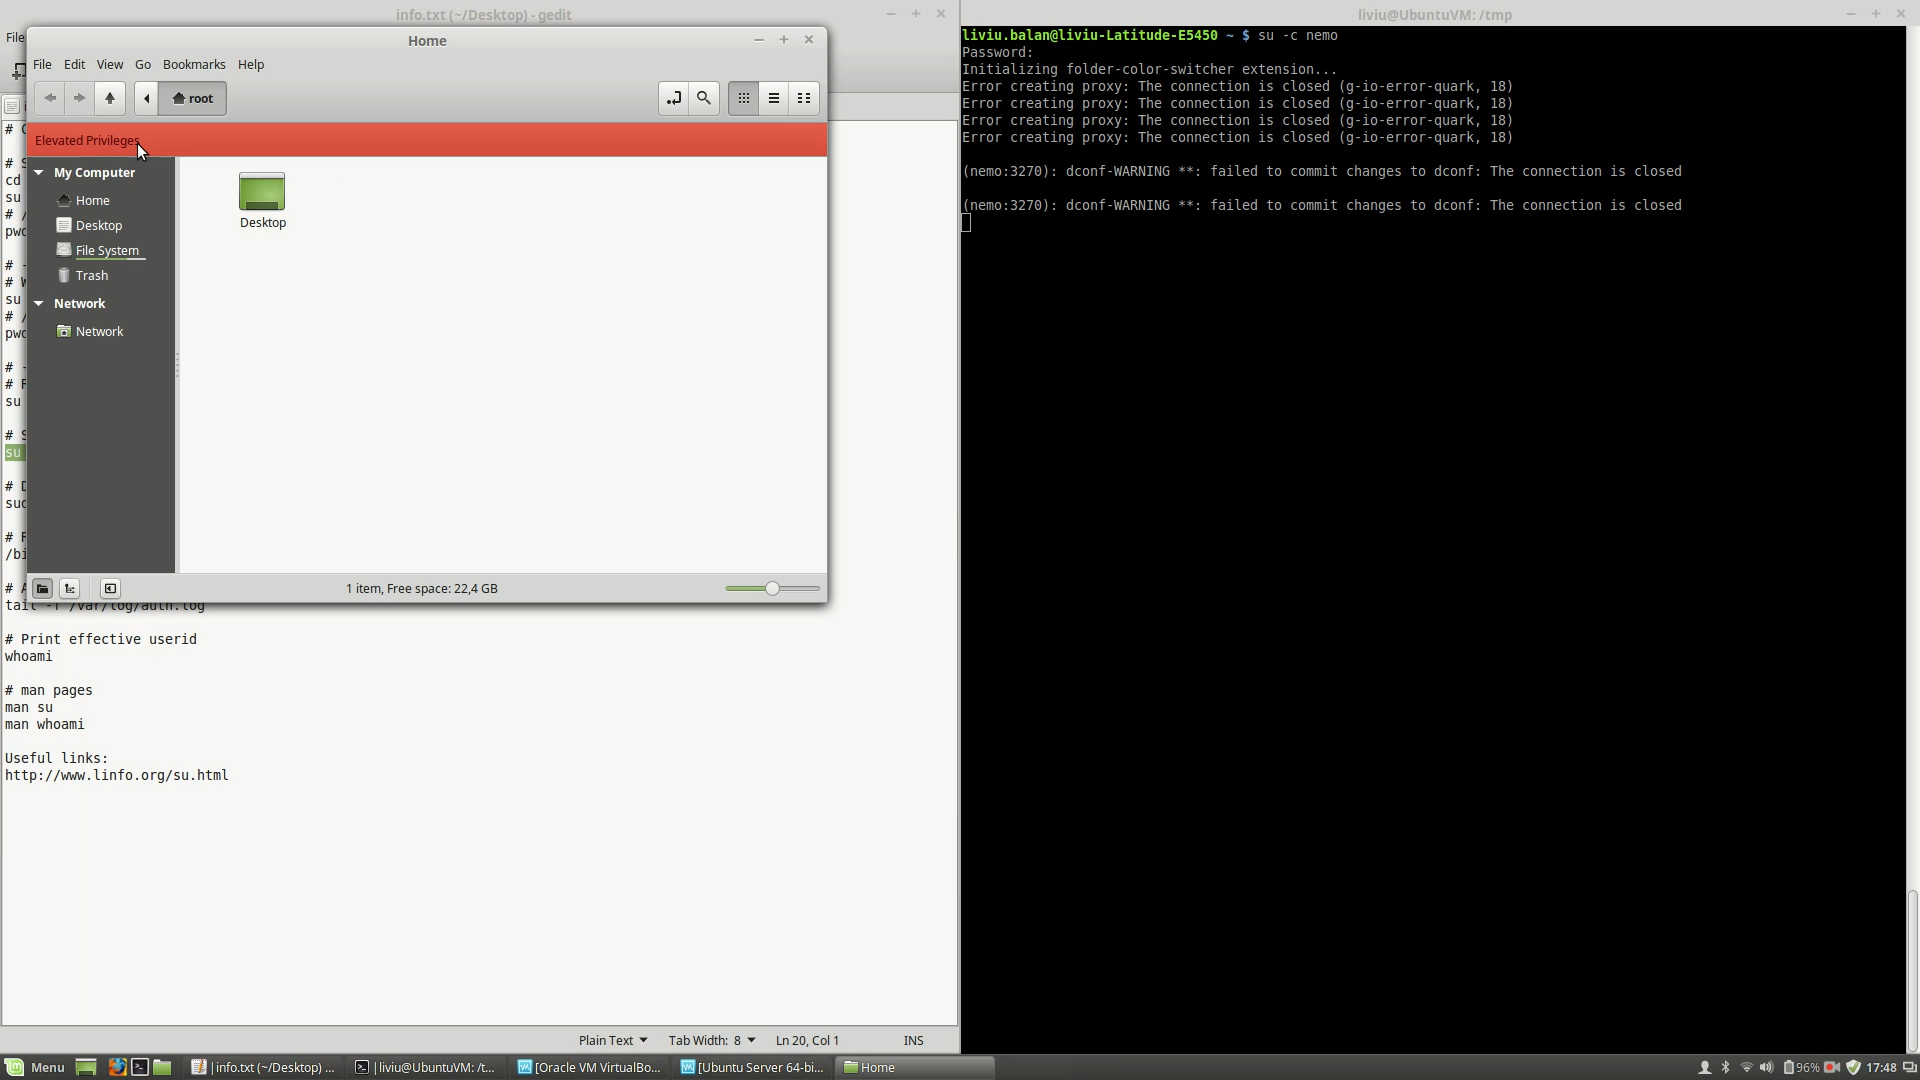 info.txt (~/Desktop) - gedit
File
Home
File Edit View Go Bookmarks Help
root
Elevated Privileges
My Computer
Home
Desktop
File System
Trash
Network
Network
Desktop
1 item, Free space: 22,4 GB
cd
su
#
#
su
#
#
#
su
su
#
#
#
tail -f /var/log/auth.log
# Print effective userid
whoami
# man pages
man su
man whoami
Useful links:
http://www.linfo.org/su.html
Plain Text Tab Width: 8 Ln 20, Col 1 INS
liviu@UbuntuVM: /tmp
liviu.balan@liviu-Latitude-E5450 ~ $ su -c nemo
Password:
Initializing folder-color-switcher extension...
Error creating proxy: The connection is closed (g-io-error-quark, 18)
Error creating proxy: The connection is closed (g-io-error-quark, 18)
Error creating proxy: The connection is closed (g-io-error-quark, 18)
Error creating proxy: The connection is closed (g-io-error-quark, 18)
(nemo:3270): dconf-WARNING **: failed to commit changes to dconf: The connection is closed
(nemo:3270): dconf-WARNING **: failed to commit changes to dconf: The connection is closed
Menu |info.txt (~/Desktop) ... |liviu@UbuntuVM: /t... [Oracle VM VirtualBo... [Ubuntu Server 64-bi... Home 96% 17:48